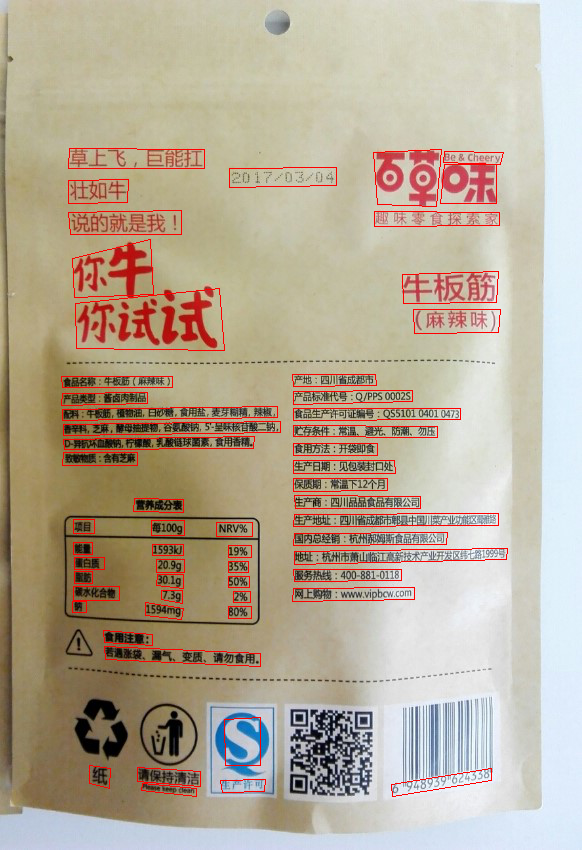 草上飞，巨能扛
壮如牛
说的就是我！
2017/03/04
百草味
Be & Cheery
趣味零食探索家
你牛
你试试
牛板筋
（麻辣味）
食品名称：牛板筋（麻辣味）
产品类型：酱卤肉制品
配料：牛板筋, 植物油, 白砂糖, 食用盐, 麦芽糊精, 辣椒,
香辛料, 芝麻, 酵母抽提物, 谷氨酸钠, 5'-呈味核苷酸二钠,
D-异抗坏血酸钠, 柠檬酸, 乳酸链球菌素, 食用香精。
致敏物质：含有芝麻
产地：四川省成都市
产品标准代号：Q/PPS 0002S
食品生产许可证编号：QS5101 0401 0473
贮存条件：常温、避光、防潮、勿压
食用方法：开袋即食
生产日期：见包装封口处
保质期：常温下12个月
生产商：四川品品食品有限公司
生产地址：四川省成都市郫县中国川菜产业功能区
国内总经销：杭州郝姆斯食品有限公司
地址：杭州市萧山临江高新技术产业开发区纬七路1999号
服务热线：400-881-0118
网上购物：www.vipbcw.com
营养成分表
项目 每100g NRV%
能量 1593kJ 19%
蛋白质 20.9g 35%
脂肪 30.1g 50%
碳水化合物 7.3g 2%
钠 1594mg 80%
食用注意：
若遇涨袋、漏气、变质、请勿食用。
纸
请保持清洁
Please keep clean
S
生产许可
6 948939 624338